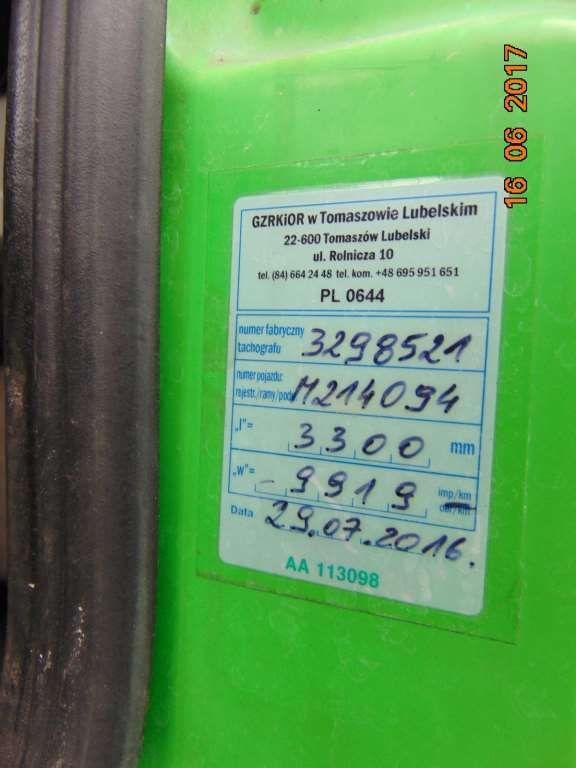 GZRKiOR w Tomaszowie Lubelskim
22-600 Tomaszów Lubelski
ul. Rolnicza 10
tel. (84) 664 24 48 tel. kom. +48 695 951 651
PL 0644
numer fabryczny
tachografu 3298521
numer pojazdu:
rejestr./ramy/podw. M214094
„l"= 3300 mm
„w"= 9919 imp/km
obr/km
Data 29.07.2016.
AA 113098
16 06 2017